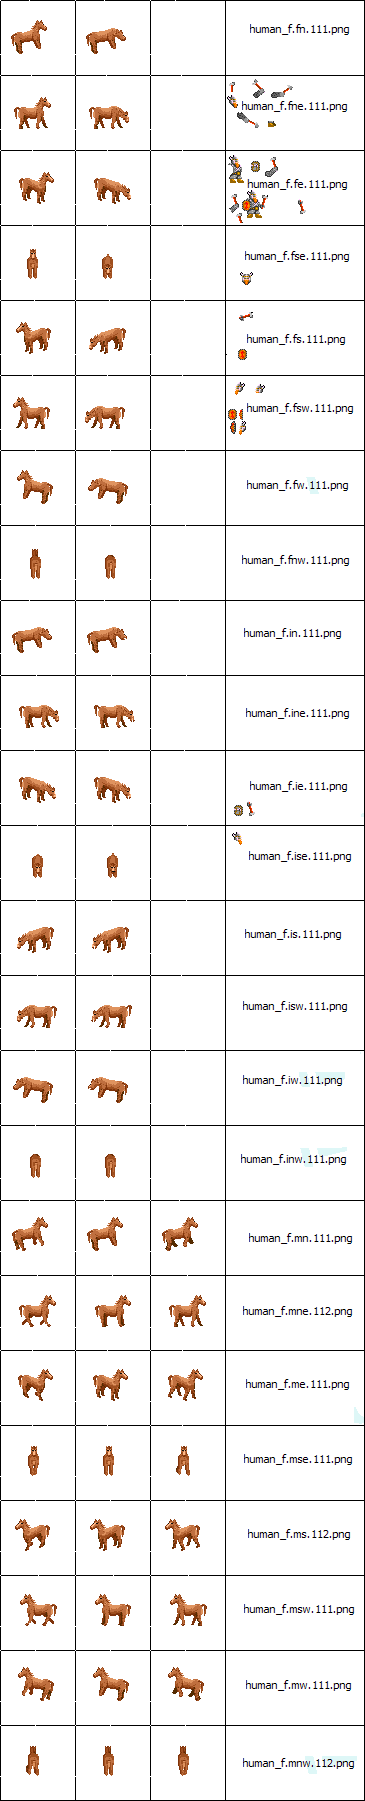 human_f.fn.111.png
human_f.fne.111.png
human_f.fe.111.png
human_f.fse.111.png
human_f.fs.111.png
human_f.fsw.111.png
human_f.fw.111.png
human_f.fnw.111.png
human_f.in.111.png
human_f.ine.111.png
human_f.ie.111.png
human_f.ise.111.png
human_f.is.111.png
human_f.isw.111.png
human_f.iw.111.png
human_f.inw.111.png
human_f.mn.111.png
human_f.mne.112.png
human_f.me.111.png
human_f.mse.111.png
human_f.ms.112.png
human_f.msw.111.png
human_f.mw.111.png
human_f.mnw.112.png